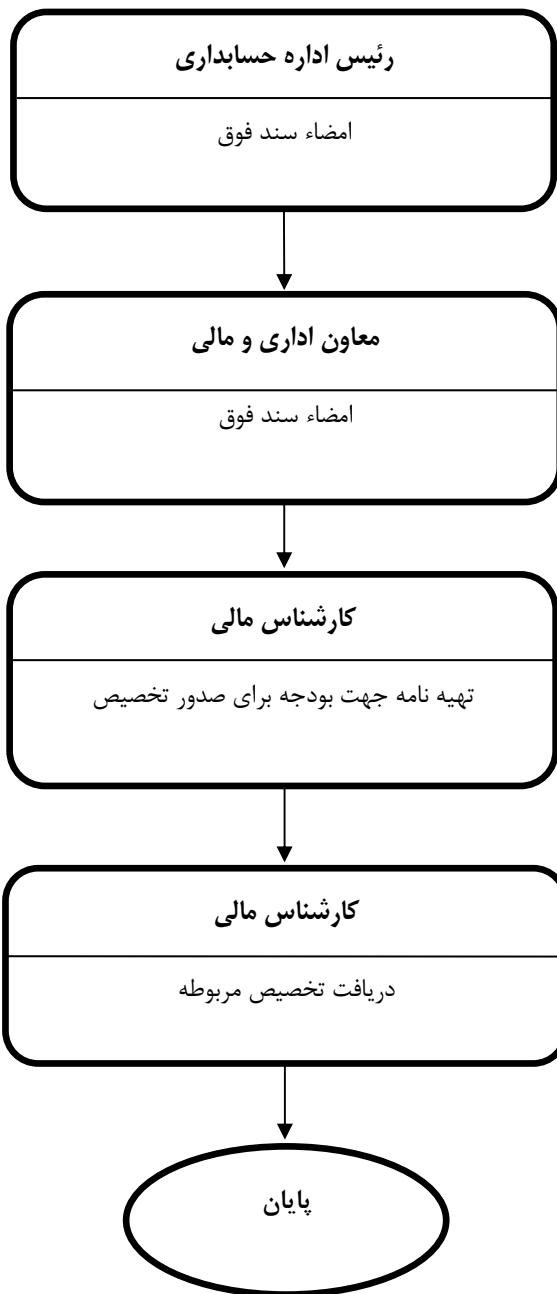 رئیس اداره حسابداری
امضاء سند فوق
معاون اداری و مالی
امضاء سند فوق
کارشناس مالی
تهیه نامه جهت بودجه برای صدور تخصیص
کارشناس مالی
دریافت تخصیص مربوطه
پایان